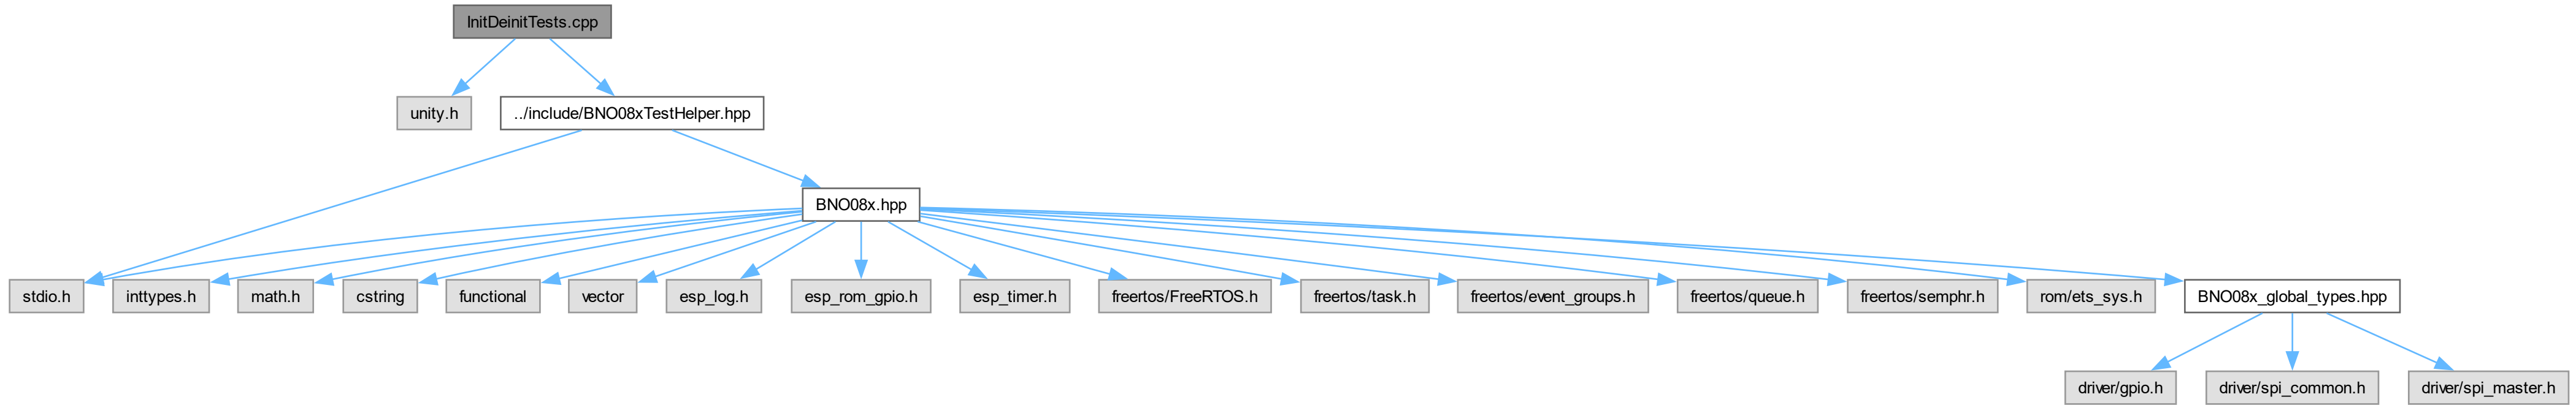 InitDeinitTests.cpp
unity.h
../include/BNO08xTestHelper.hpp
BNO08x.hpp
stdio.h
inttypes.h
math.h
cstring
functional
vector
esp_log.h
esp_rom_gpio.h
esp_timer.h
freertos/FreeRTOS.h
freertos/task.h
freertos/event_groups.h
freertos/queue.h
freertos/semphr.h
rom/ets_sys.h
BNO08x_global_types.hpp
driver/gpio.h
driver/spi_common.h
driver/spi_master.h